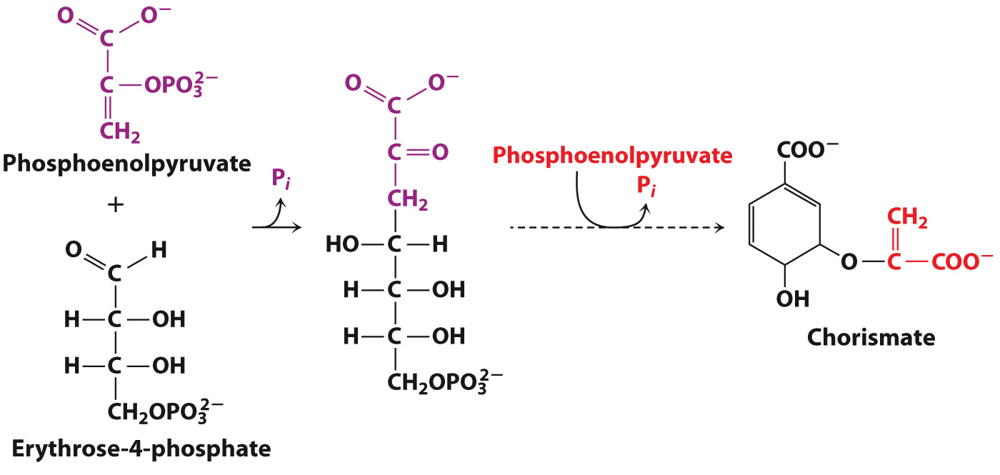 O O⁻
C
C—OPO₃²⁻
CH₂
Phosphoenolpyruvate
+
O H
C
H—C—OH
H—C—OH
CH₂OPO₃²⁻
Erythrose-4-phosphate
Pi
O O⁻
C
C=O
CH₂
HO—C—H
H—C—OH
H—C—OH
CH₂OPO₃²⁻
Phosphoenolpyruvate
Pi
COO⁻
CH₂
O—C—COO⁻
OH
Chorismate